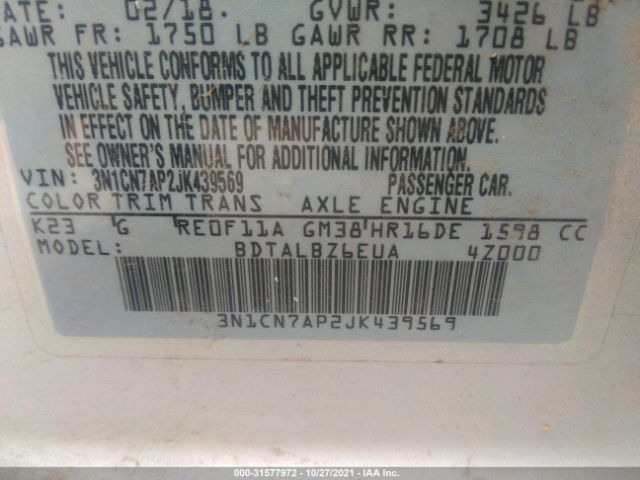 DATE: 02/18. GVWR: 3426 LB
GAWR FR: 1750 LB GAWR RR: 1708 LB
THIS VEHICLE CONFORMS TO ALL APPLICABLE FEDERAL MOTOR
VEHICLE SAFETY, BUMPER AND THEFT PREVENTION STANDARDS
IN EFFECT ON THE DATE OF MANUFACTURE SHOWN ABOVE.
SEE OWNER'S MANUAL FOR ADDITIONAL INFORMATION.
VIN: 3N1CN7AP2JK439569 PASSENGER CAR.
COLOR TRIM TRANS AXLE ENGINE
K23 G RE0F11A GM38 HR16DE 1598 CC
MODEL: BDTALBZ6EUA 4Z000
3N1CN7AP2JK439569
000-31577972 - 10/27/2021 - IAA Inc.